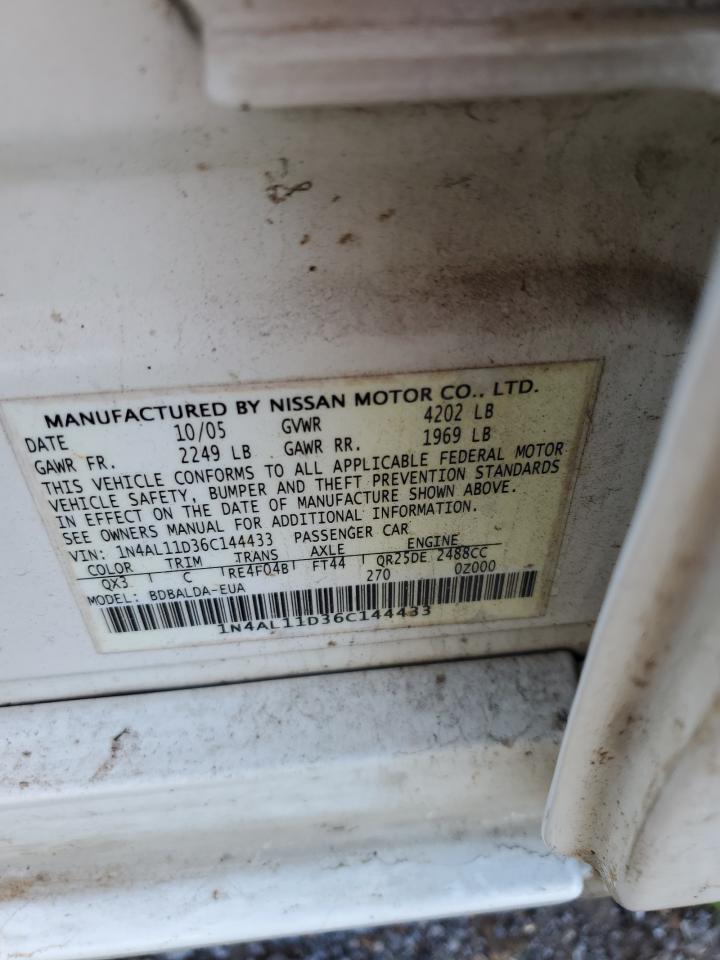 MANUFACTURED BY NISSAN MOTOR CO., LTD.
DATE 10/05 GVWR 4202 LB
GAWR FR. 2249 LB GAWR RR. 1969 LB
THIS VEHICLE CONFORMS TO ALL APPLICABLE FEDERAL MOTOR
VEHICLE SAFETY, BUMPER AND THEFT PREVENTION STANDARDS
IN EFFECT ON THE DATE OF MANUFACTURE SHOWN ABOVE.
SEE OWNERS MANUAL FOR ADDITIONAL INFORMATION.
VIN: 1N4AL11D36C144433 PASSENGER CAR
COLOR TRIM TRANS AXLE ENGINE
QX3 C RE4F04B FT44 QR25DE 2488CC
MODEL: BDBALDA-EUA 270 0Z000
1N4AL11D36C144433